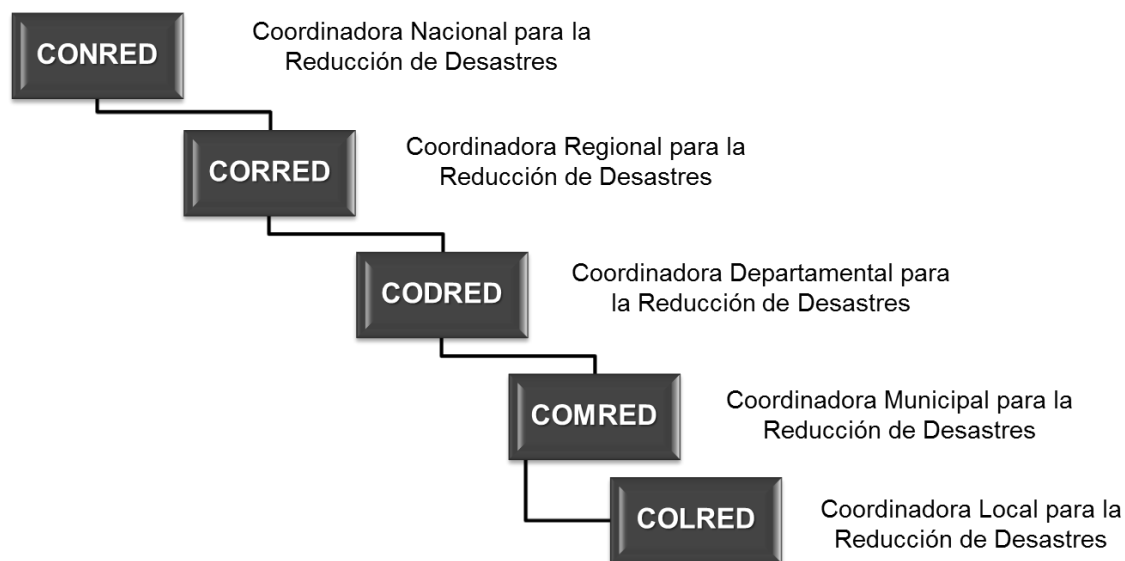 CONRED
Coordinadora Nacional para la
Reducción de Desastres
CORRED
Coordinadora Regional para la
Reducción de Desastres
CODRED
Coordinadora Departamental para
la Reducción de Desastres
COMRED
Coordinadora Municipal para la
Reducción de Desastres
COLRED
Coordinadora Local para la
Reducción de Desastres